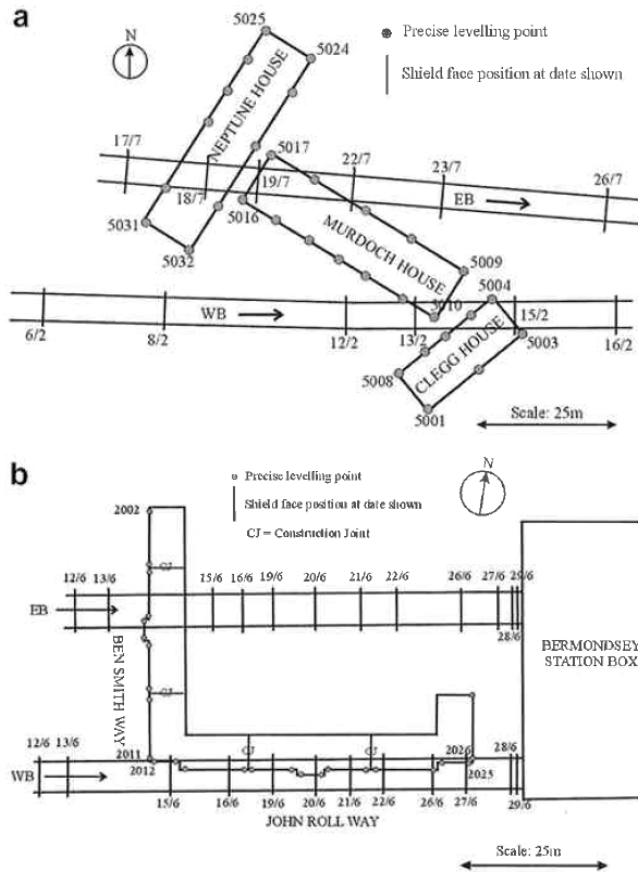 a
N
Precise levelling point
Shield face position at date shown
5025
5024
NEPTUNE HOUSE
17/7
5017
18/7
19/7
22/7
23/7
26/7
EB
5016
5031
5032
MURDOCH HOUSE
5009
5004
5010
WB
6/2
8/2
12/2
13/2
15/2
16/2
5003
5008
CLEGG HOUSE
5001
Scale: 25m
b
N
Precise levelling point
Shield face position at date shown
CJ = Construction Joint
2002
CJ
12/6
13/6
15/6
16/6
19/6
20/6
21/6
22/6
26/6
27/6
29/6
EB
28/6
BERMONDSEY
STATION BOX
BEN SMITH WAY
CJ
CJ
CJ
12/6
13/6
2011
2012
2026
28/6
WB
2025
15/6
16/6
19/6
20/6
21/6
22/6
26/6
27/6
29/6
JOHN ROLL WAY
Scale: 25m